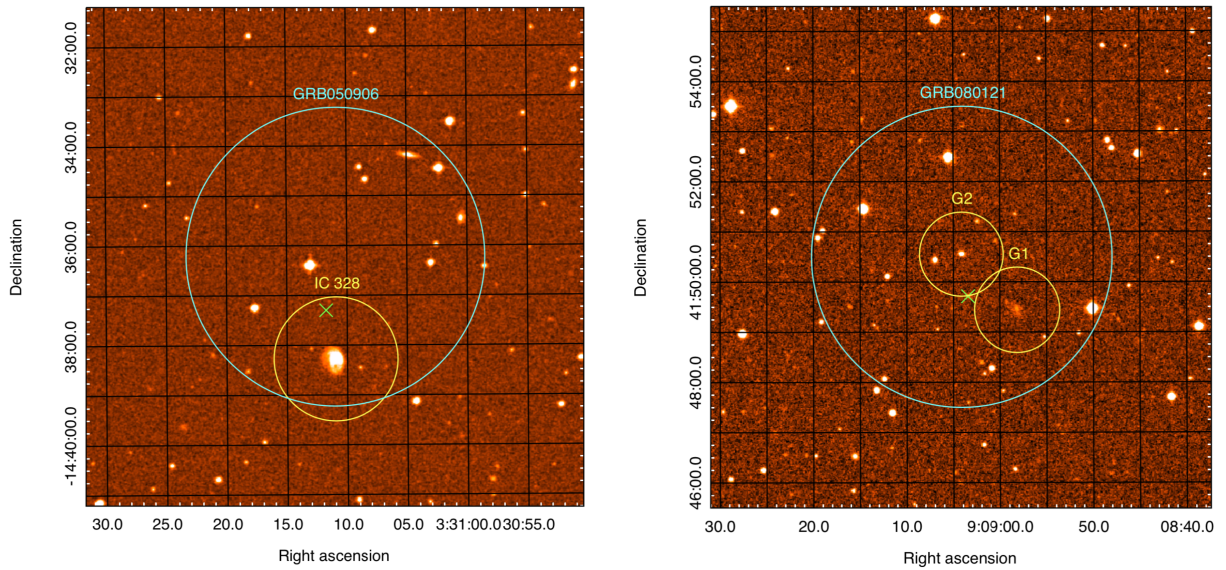 GRB050906
IC 328
32:00.0
34:00.0
36:00.0
38:00.0
-14:40:00.0
Declination
30.0 25.0 20.0 15.0 10.0 05.0 3:31:00.0 30:55.0
Right ascension
GRB080121
G2
G1
54:00.0
52:00.0
41:50:00.0
48:00.0
46:00.0
Declination
30.0 20.0 10.0 9:09:00.0 50.0 08:40.0
Right ascension